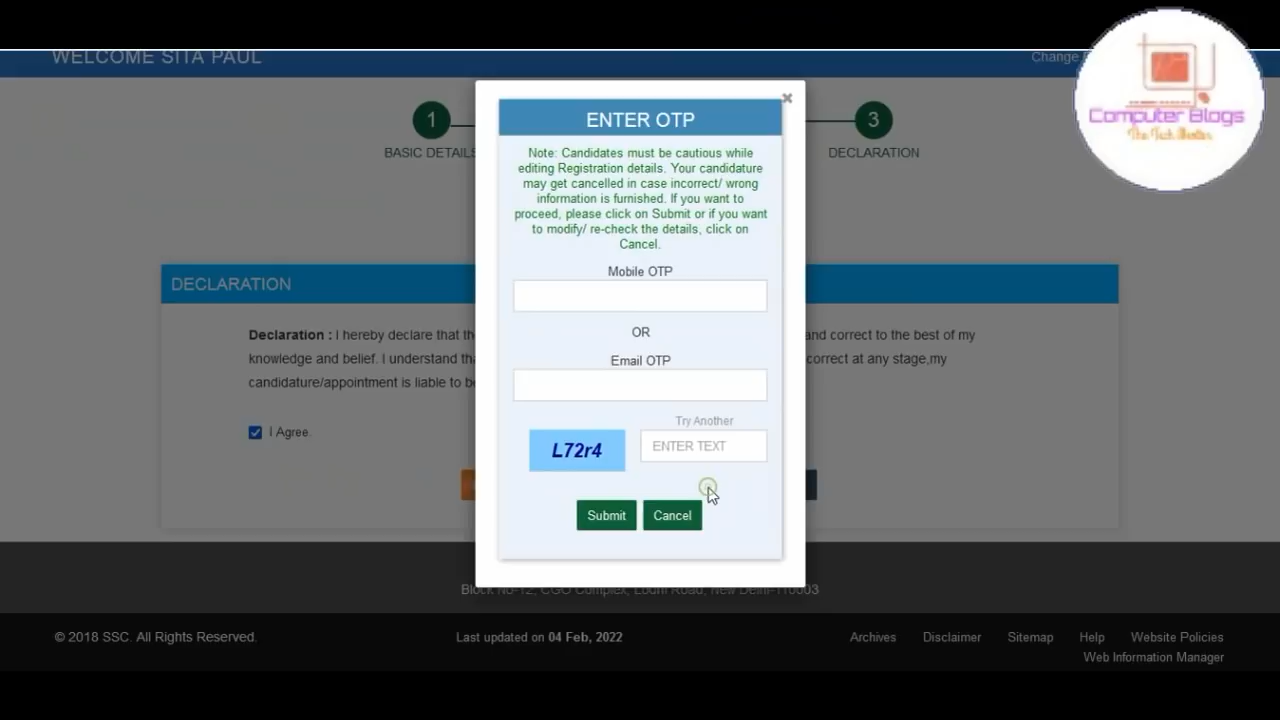 WELCOME SITA PAUL
Change
Computer Blogs
1
3
BASIC DETAILS
DECLARATION
ENTER OTP
Note: Candidates must be cautious while
editing Registration details. Your candidature
may get cancelled in case incorrect/ wrong
information is furnished. If you want to
proceed, please click on Submit or if you want
to modify/ re-check the details, click on
Cancel.
Mobile OTP
OR
Email OTP
Try Another
L72r4
ENTER TEXT
Submit Cancel
DECLARATION
Declaration : I hereby declare that the and correct to the best of my
knowledge and belief. I understand correct at any stage,my
candidature/appointment is liable to
I Agree.
Block No-12, CGO Complex, Lodhi Road, New Delhi-110003
© 2018 SSC. All Rights Reserved. Last updated on 04 Feb, 2022 Archives Disclaimer Sitemap Help Website Policies
Web Information Manager